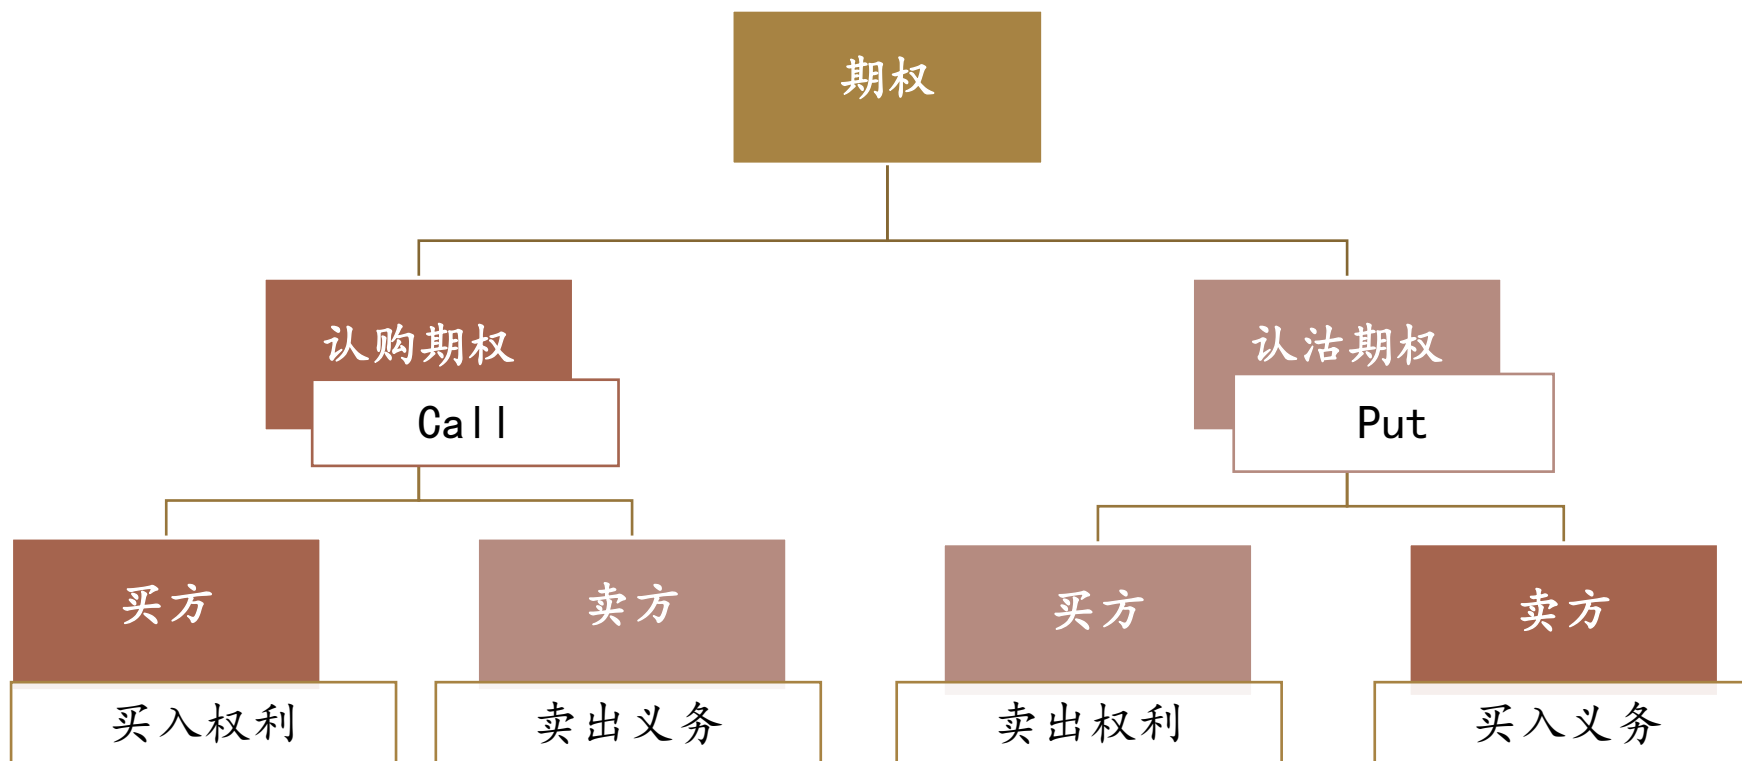 期权
认购期权
Call
认沽期权
Put
买方
买入权利
卖方
卖出义务
买方
卖出权利
卖方
买入义务